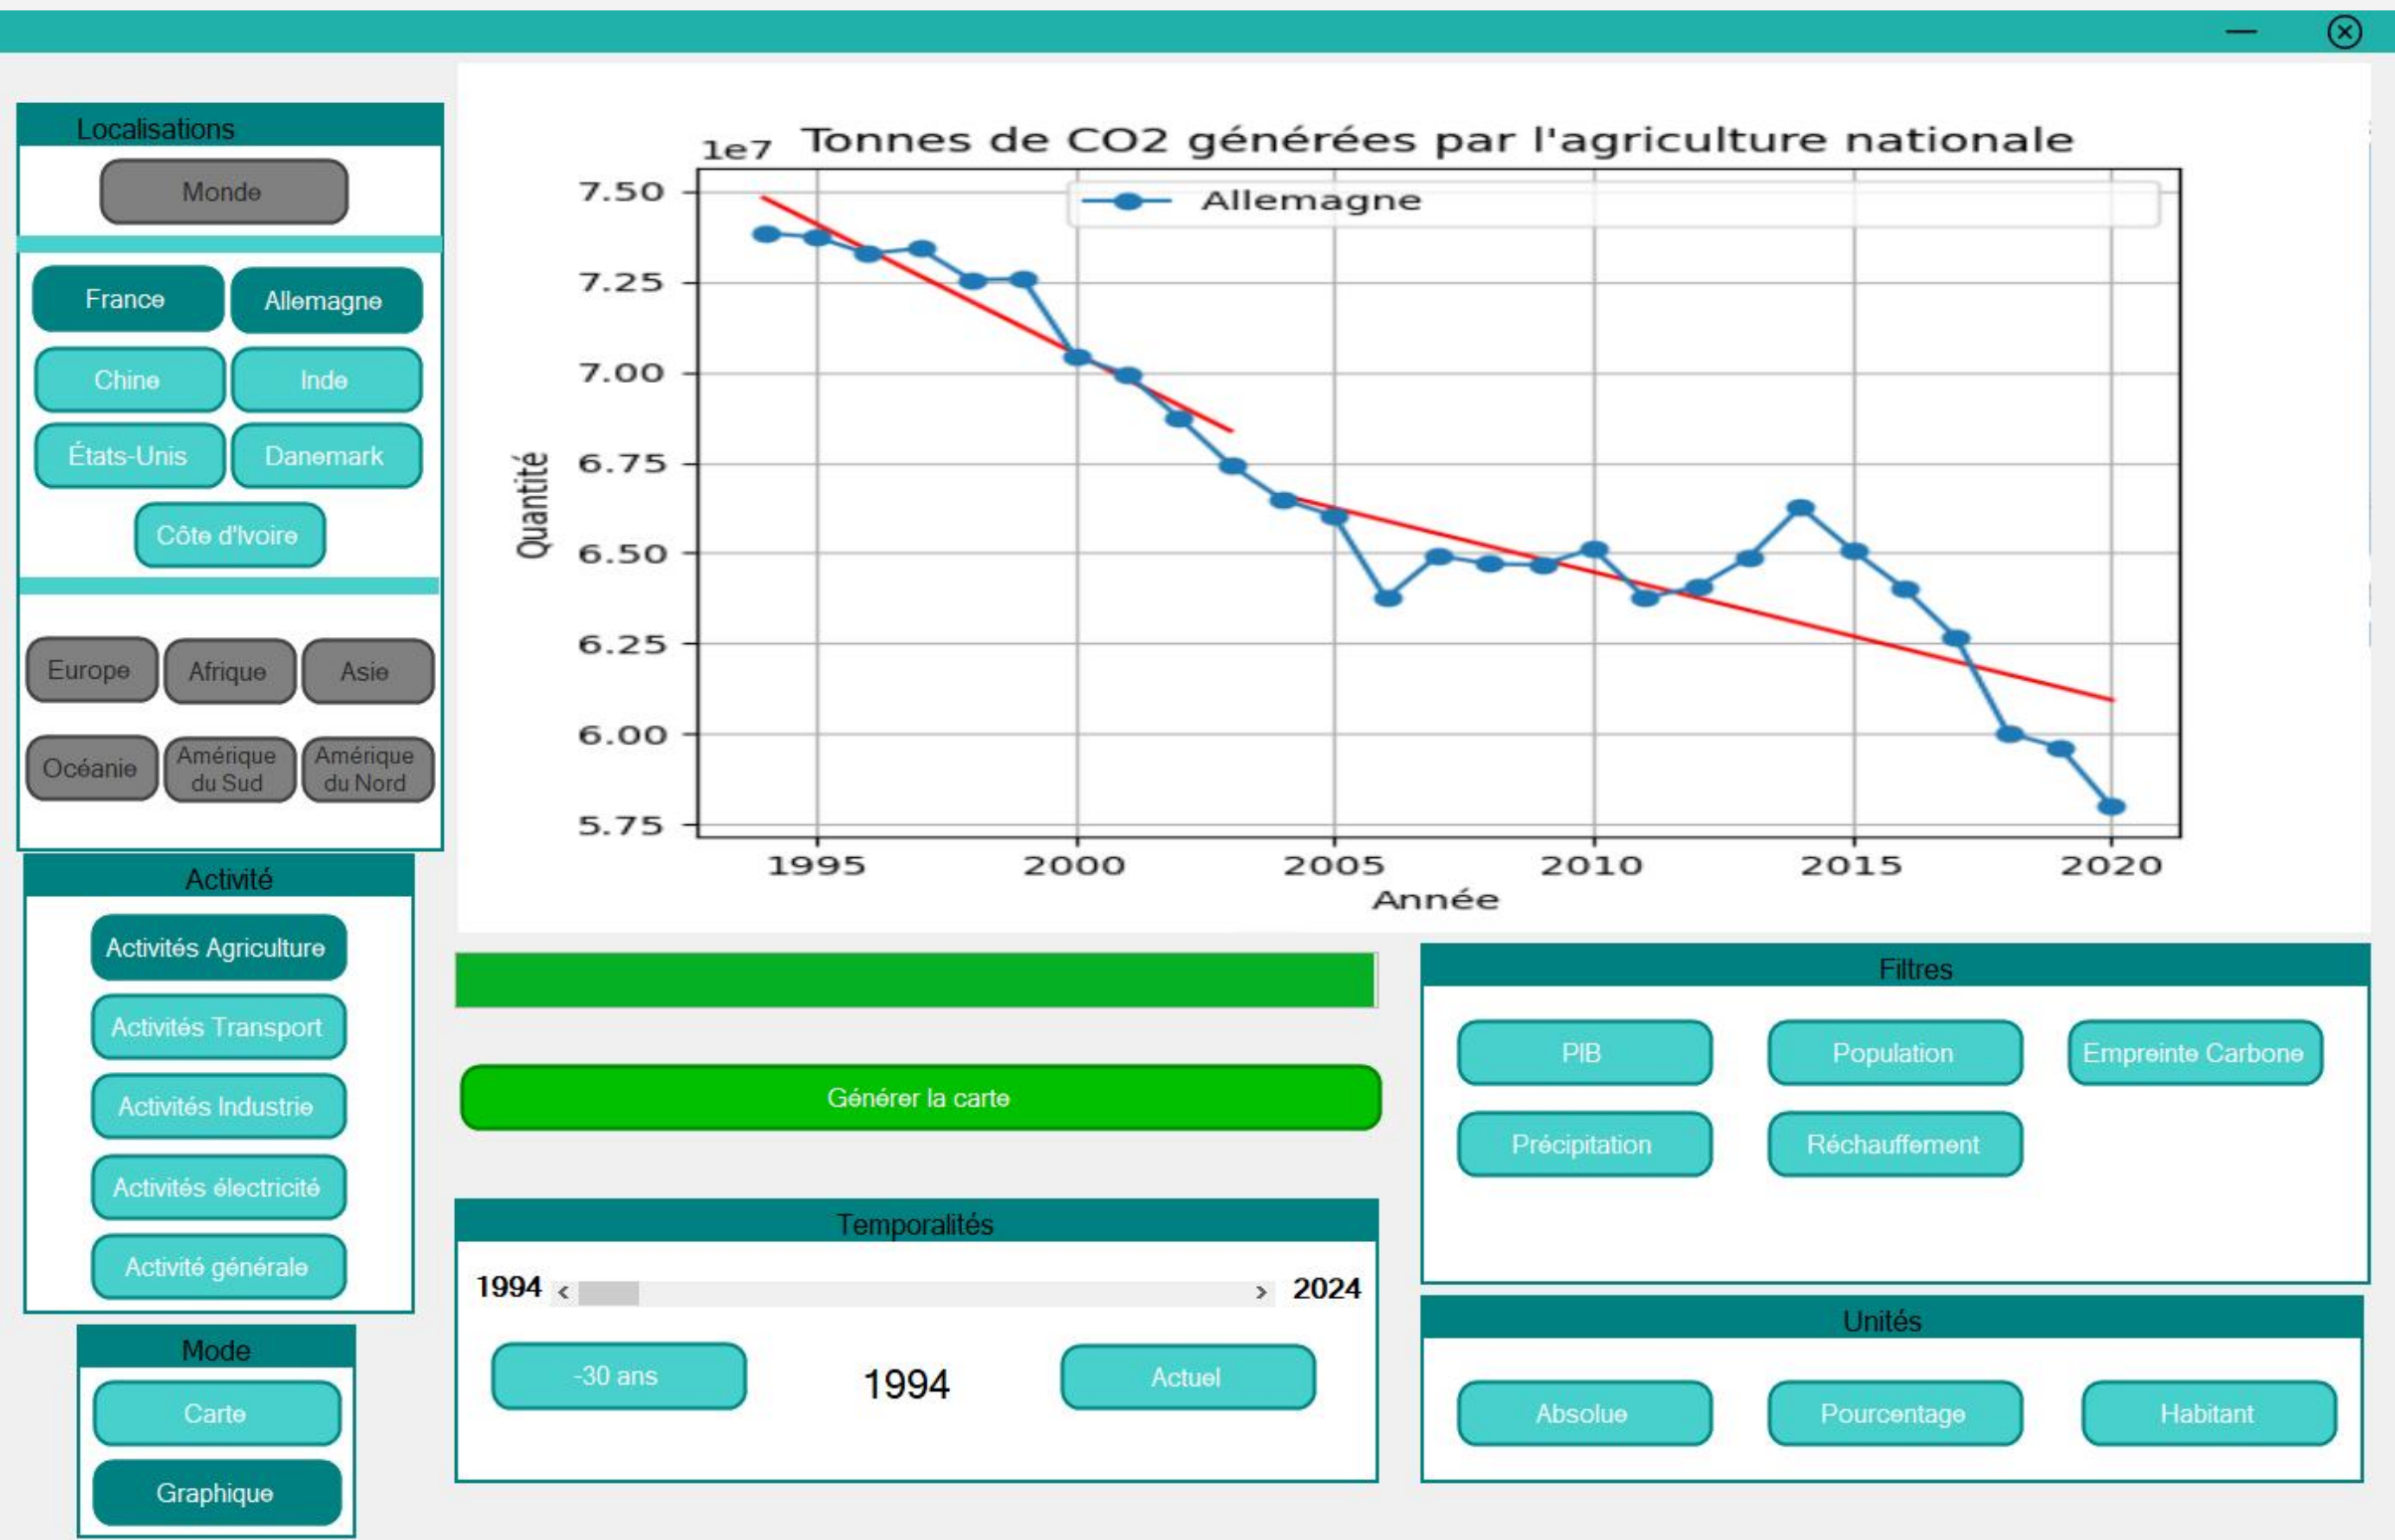 Localisations
Monde
France
Allemagne
Chine
Inde
États-Unis
Danemark
Côte d'Ivoire
Europe
Afrique
Asie
Océanie
Amérique
du Sud
Amérique
du Nord
Activité
Activités Agriculture
Activités Transport
Activités Industrie
Activités électricité
Activité générale
Mode
Carte
Graphique
1e7
Tonnes de CO2 générées par l'agriculture nationale
Allemagne
Quantité
7.50
7.25
7.00
6.75
6.50
6.25
6.00
5.75
1995 2000 2005 2010 2015 2020
Année
Générer la carte
Temporalités
1994 < > 2024
-30 ans
1994
Actuel
Filtres
PIB
Population
Empreinte Carbone
Précipitation
Réchauffement
Unités
Absolue
Pourcentage
Habitant